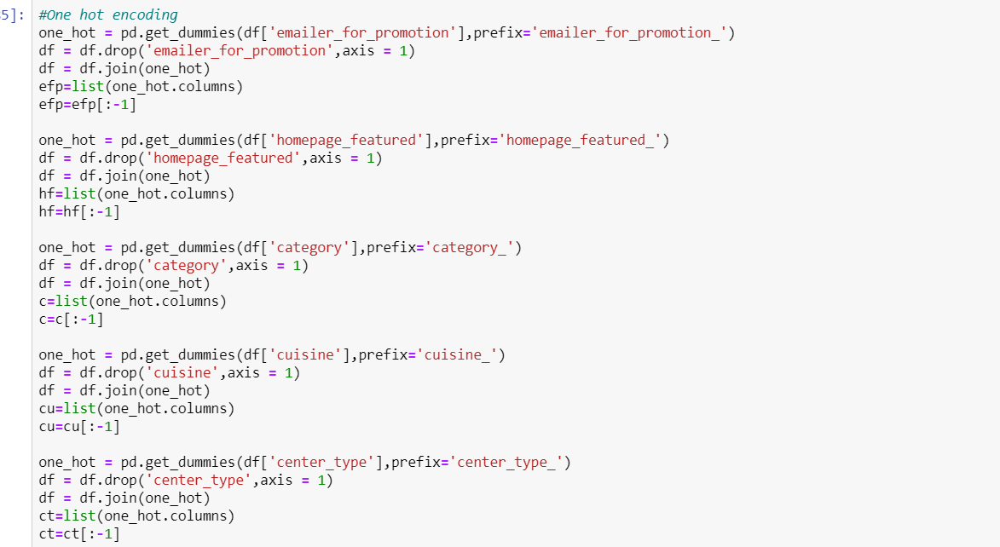 5]: #One hot encoding
one_hot = pd.get_dummies(df['emailer_for_promotion'],prefix='emailer_for_promotion_')
df = df.drop('emailer_for_promotion',axis = 1)
df = df.join(one_hot)
efp=list(one_hot.columns)
efp=efp[:-1]

one_hot = pd.get_dummies(df['homepage_featured'],prefix='homepage_featured_')
df = df.drop('homepage_featured',axis = 1)
df = df.join(one_hot)
hf=list(one_hot.columns)
hf=hf[:-1]

one_hot = pd.get_dummies(df['category'],prefix='category_')
df = df.drop('category',axis = 1)
df = df.join(one_hot)
c=list(one_hot.columns)
c=c[:-1]

one_hot = pd.get_dummies(df['cuisine'],prefix='cuisine_')
df = df.drop('cuisine',axis = 1)
df = df.join(one_hot)
cu=list(one_hot.columns)
cu=cu[:-1]

one_hot = pd.get_dummies(df['center_type'],prefix='center_type_')
df = df.drop('center_type',axis = 1)
df = df.join(one_hot)
ct=list(one_hot.columns)
ct=ct[:-1]